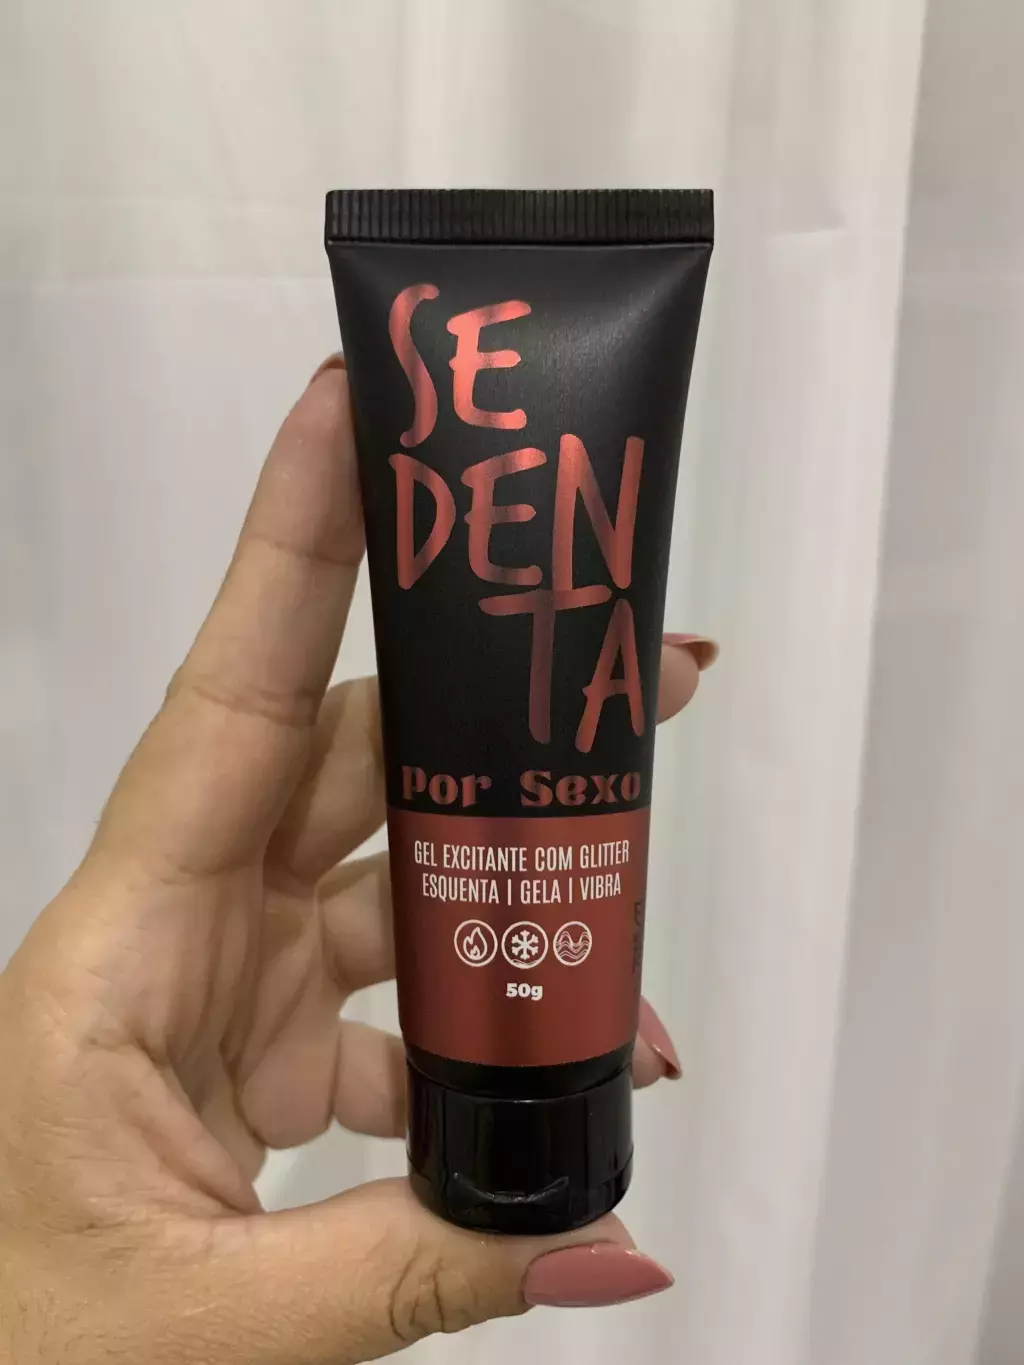 SE
DEN
TA
por Sexo
GEL EXCITANTE COM GLITTER
ESQUENTA | GELA | VIBRA
50g